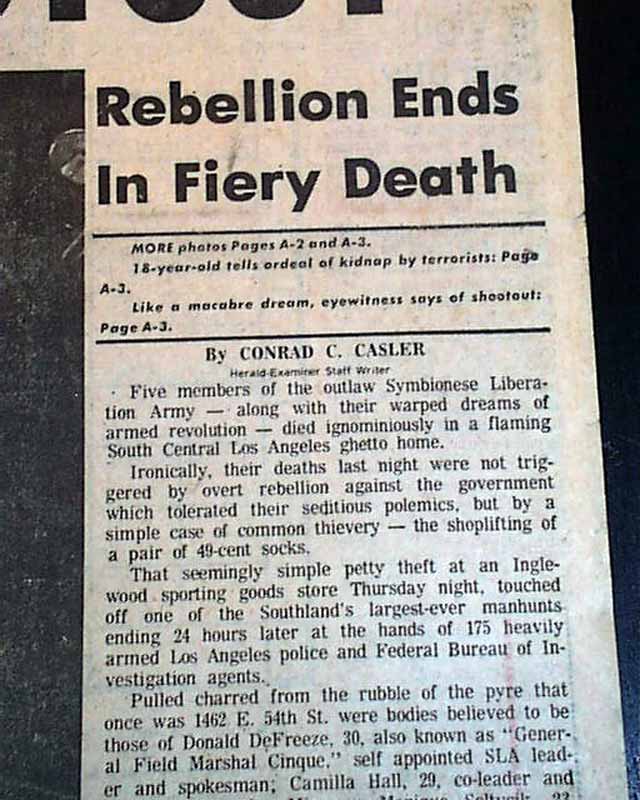 Rebellion Ends
In Fiery Death
MORE photos Pages A-2 and A-3.
18-year-old tells ordeal of kidnap by terrorists: Page
A-3.
Like a macabre dream, eyewitness says of shootout:
Page A-3.
By CONRAD C. CASLER
Herald-Examiner Staff Writer
Five members of the outlaw Symbionese Libera-
tion Army — along with their warped dreams of
armed revolution — died ignominiously in a flaming
South Central Los Angeles ghetto home.
Ironically, their deaths last night were not trig-
gered by overt rebellion against the government
which tolerated their seditious polemics, but by a
simple case of common thievery — the shoplifting of
a pair of 49-cent socks.
That seemingly simple petty theft at an Ingle-
wood sporting goods store Thursday night, touched
off one of the Southland's largest-ever manhunts
ending 24 hours later at the hands of 175 heavily
armed Los Angeles police and Federal Bureau of In-
vestigation agents.
Pulled charred from the rubble of the pyre that
once was 1462 E. 54th St. were bodies believed to be
those of Donald DeFreeze, 30, also known as "Gener-
al Field Marshal Cinque," self appointed SLA lead-
er and spokesman; Camilla Hall, 29, co-leader and